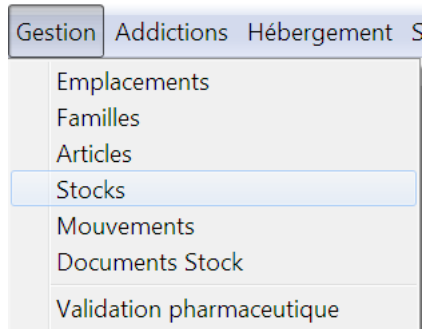 Gestion Addictions Hébergement S
Emplacements
Familles
Articles
Stocks
Mouvements
Documents Stock
Validation pharmaceutique